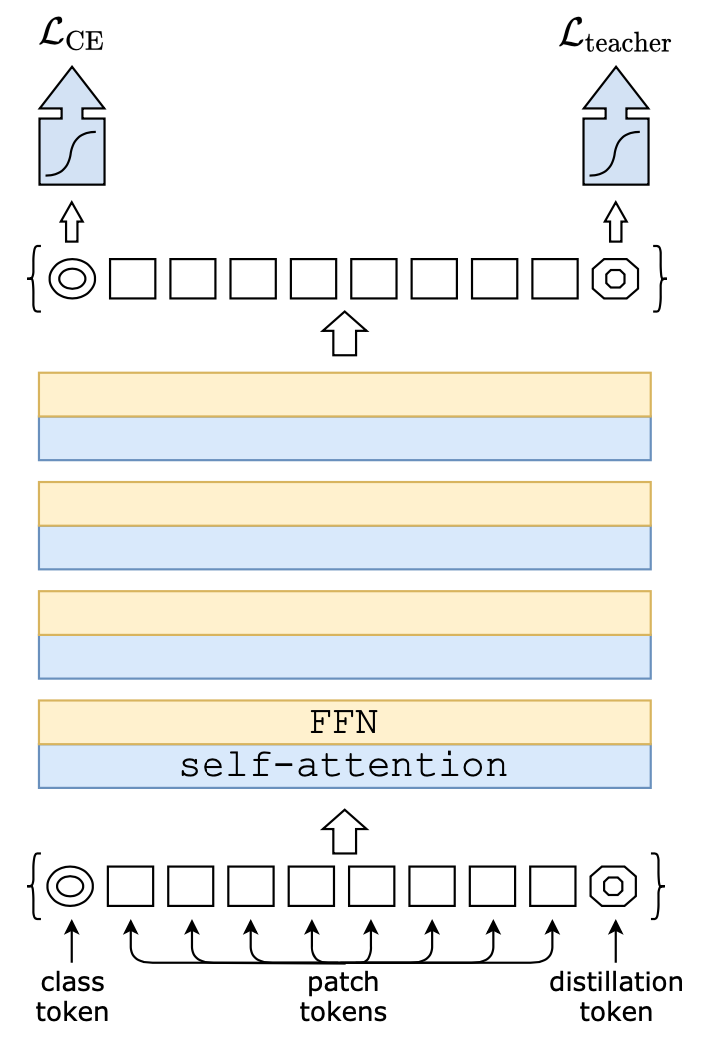 ℒCE
ℒteacher
FFN
self-attention
class
token
patch
tokens
distillation
token